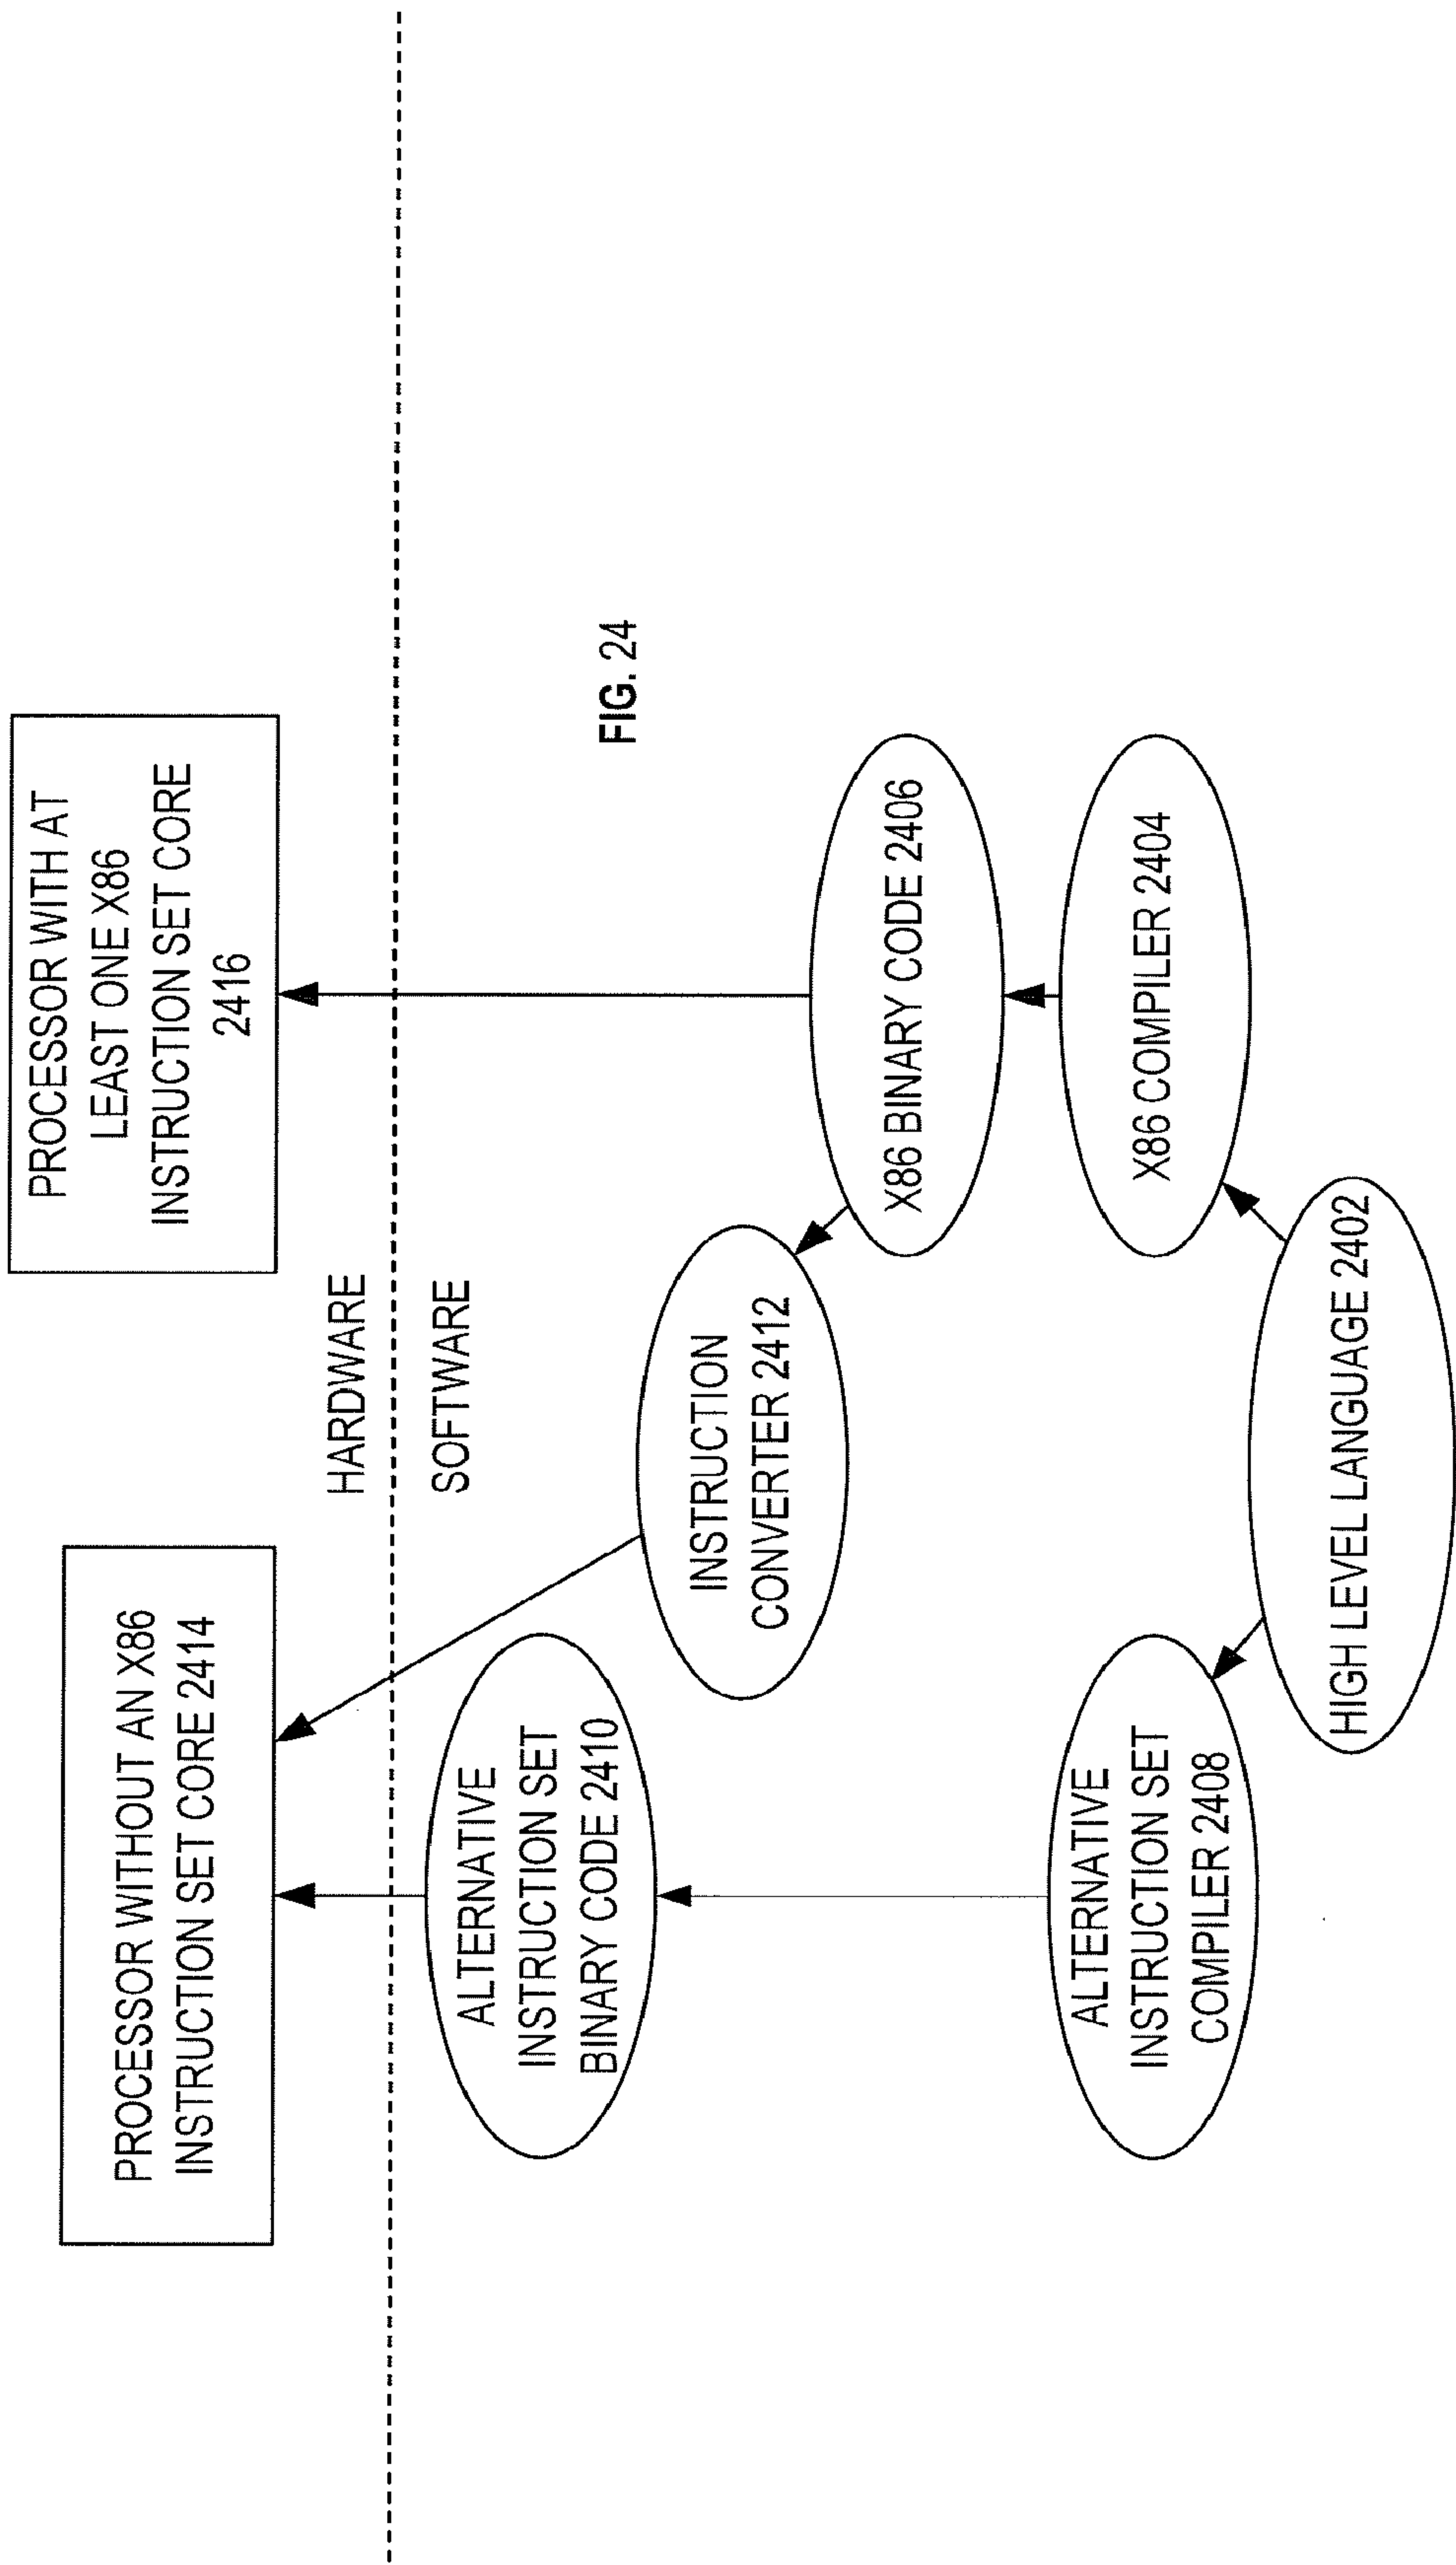 PROCESSOR WITHOUT AN X86
INSTRUCTION SET CORE 2414
PROCESSOR WITH AT
LEAST ONE X86
INSTRUCTION SET CORE
2416
HARDWARE
SOFTWARE
ALTERNATIVE
INSTRUCTION SET
BINARY CODE 2410
INSTRUCTION
CONVERTER 2412
FIG. 24
X86 BINARY CODE 2406
ALTERNATIVE
INSTRUCTION SET
COMPILER 2408
X86 COMPILER 2404
HIGH LEVEL LANGUAGE 2402